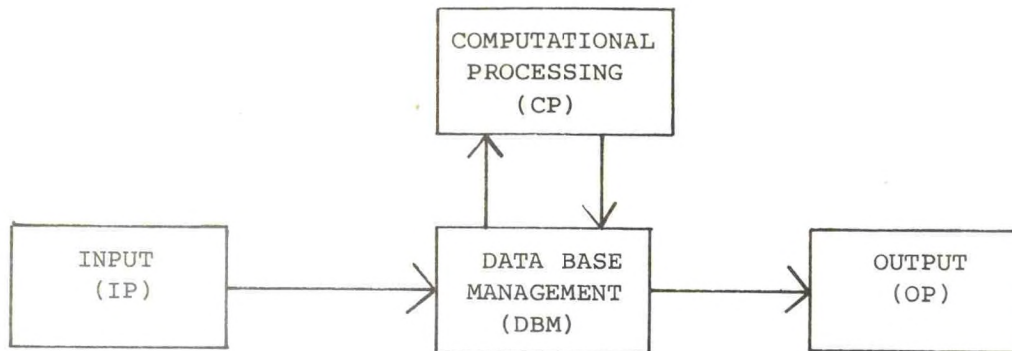 COMPUTATIONAL
PROCESSING
(CP)
INPUT
(IP)
DATA BASE
MANAGEMENT
(DBM)
OUTPUT
(OP)